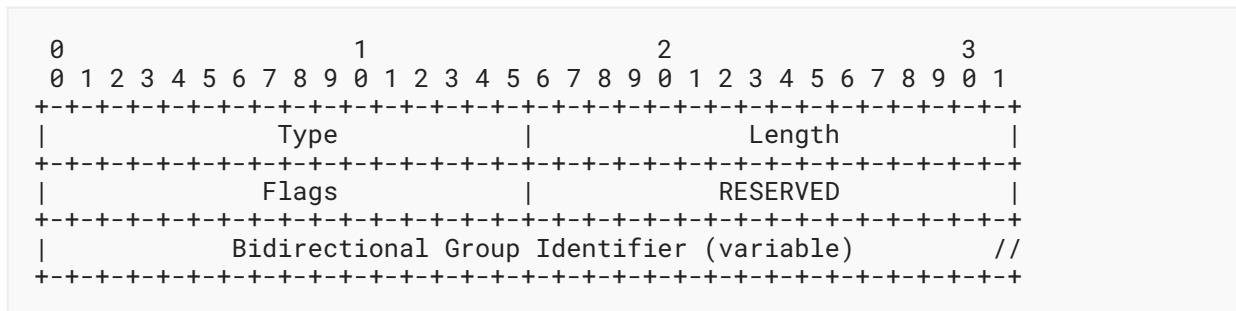 0                   1                   2                   3
 0 1 2 3 4 5 6 7 8 9 0 1 2 3 4 5 6 7 8 9 0 1 2 3 4 5 6 7 8 9 0 1
+-+-+-+-+-+-+-+-+-+-+-+-+-+-+-+-+-+-+-+-+-+-+-+-+-+-+-+-+-+-+-+-+
|               Type            |              Length           |
+-+-+-+-+-+-+-+-+-+-+-+-+-+-+-+-+-+-+-+-+-+-+-+-+-+-+-+-+-+-+-+-+
|              Flags            |            RESERVED           |
+-+-+-+-+-+-+-+-+-+-+-+-+-+-+-+-+-+-+-+-+-+-+-+-+-+-+-+-+-+-+-+-+
|            Bidirectional Group Identifier (variable)         //
+-+-+-+-+-+-+-+-+-+-+-+-+-+-+-+-+-+-+-+-+-+-+-+-+-+-+-+-+-+-+-+-+